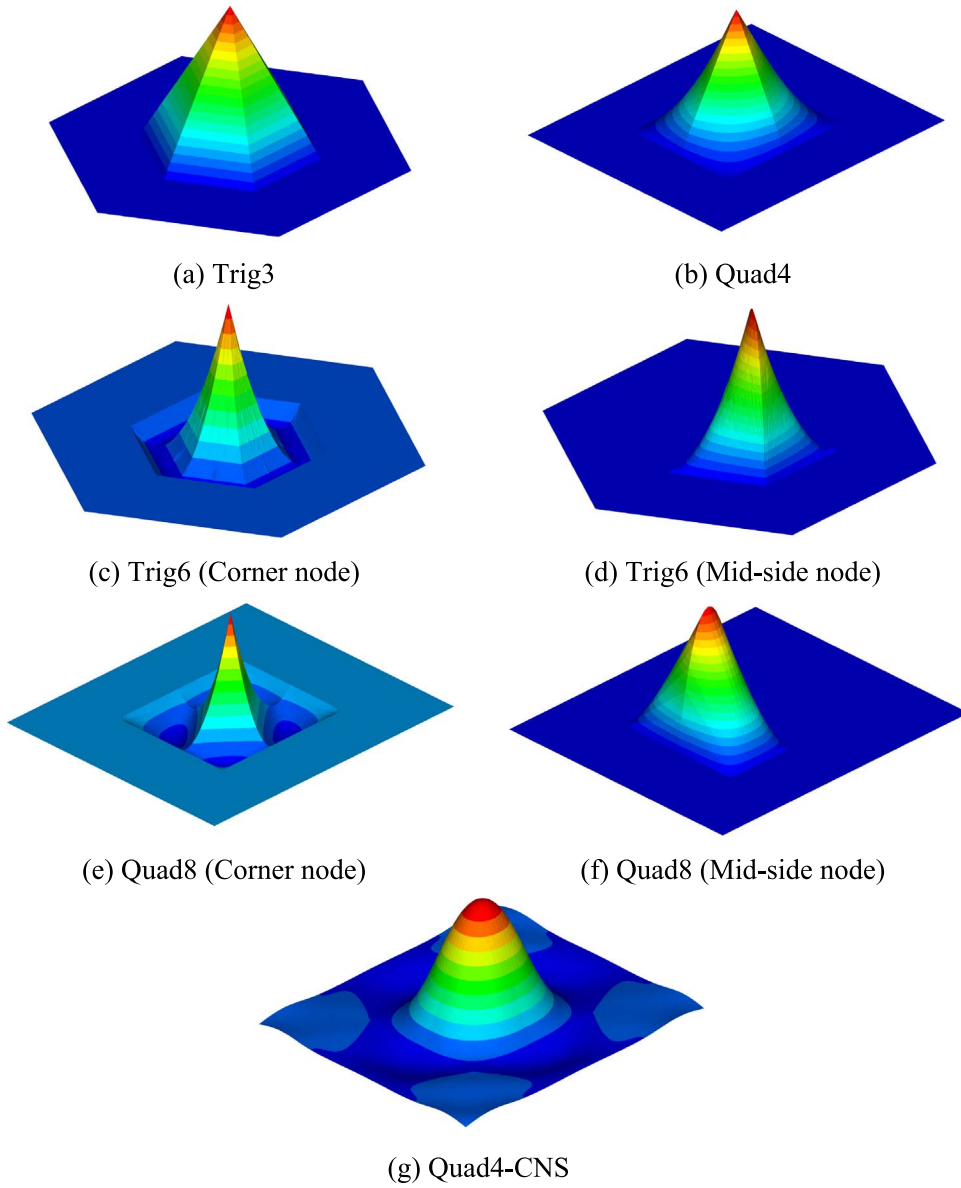 (a) Trig3
(b) Quad4
(c) Trig6 (Corner node)
(d) Trig6 (Mid-side node)
(e) Quad8 (Corner node)
(f) Quad8 (Mid-side node)
(g) Quad4-CNS